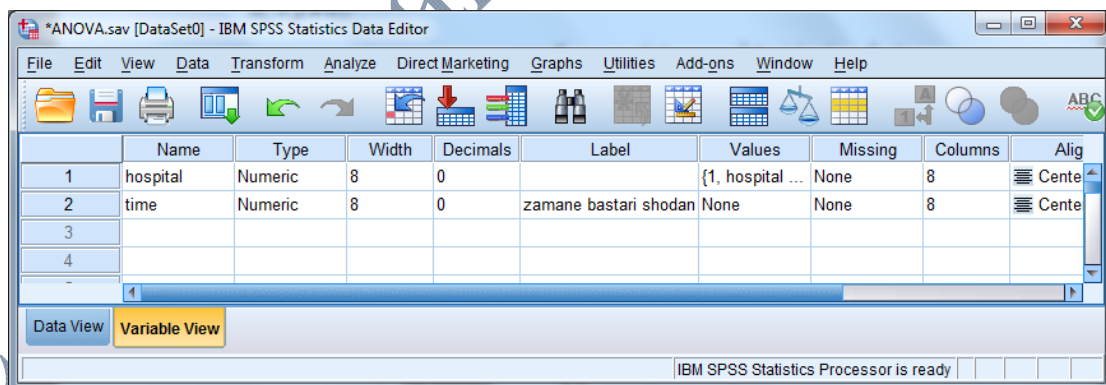 *ANOVA.sav [DataSet0] - IBM SPSS Statistics Data Editor
File Edit View Data Transform Analyze Direct Marketing Graphs Utilities Add-ons Window Help
A
1
ABC
Name Type Width Decimals Label Values Missing Columns Alig
1 hospital Numeric 8 0 {1, hospital ... None 8 Cente
2 time Numeric 8 0 zamane bastari shodan None None 8 Cente
3
4
Data View Variable View
IBM SPSS Statistics Processor is ready